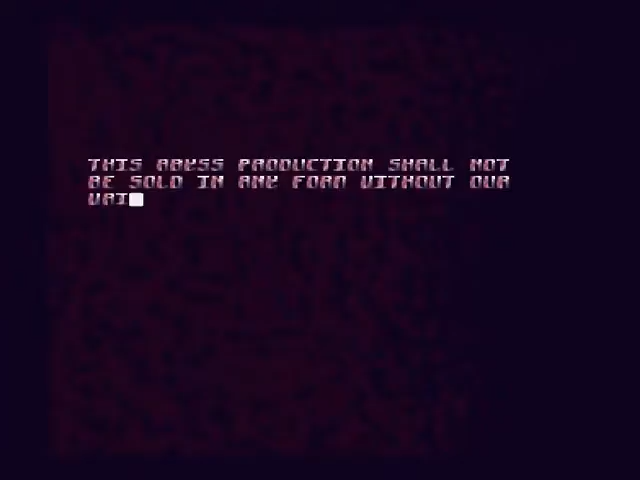 THIS ABYSS PRODUCTION SHALL NOT
BE SOLD IN ANY FORM WITHOUT OUR
WRI